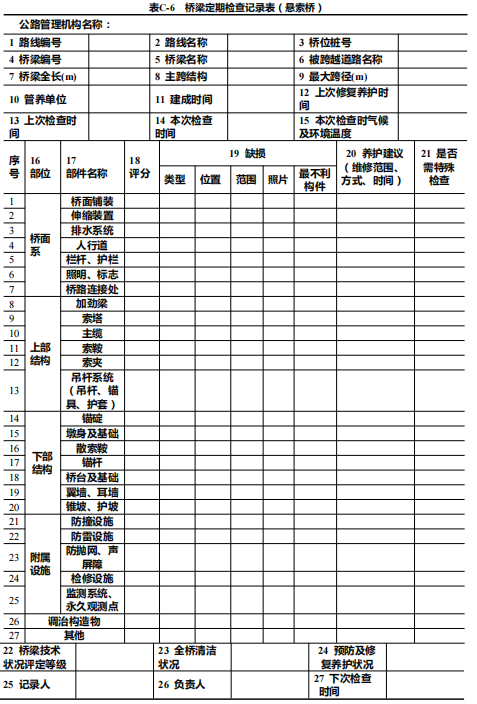 表C-6 桥梁定期检查记录表（悬索桥）
公路管理机构名称：
1 路线编号 2 路线名称 3 桥位桩号
4 桥梁编号 5 桥梁名称 6 被跨越道路名称
7 桥梁全长(m) 8 主跨结构 9 最大跨径(m)
10 管养单位 11 建成时间 12 上次修复养护时
间
13 上次检查时 14 本次检查 15 本次检查时气候
间 时间 及环境温度
序 16 17 18 19 缺损 20 养护建议 21 是否
号 部位 部件名称 评分 类型 位置 范围 照片 最不利 （维修范围、 需特殊
构件 方式、时间） 检查
1 桥面铺装
2 伸缩装置
3 排水系统
4 桥面 人行道
5 系 栏杆、护栏
6 照明、标志
7 桥路连接处
8 加劲梁
9 索塔
10 主缆
11 上部 索鞍
12 结构 索夹
吊杆系统
13 （吊杆、锚
具、护套）
14 锚碇
15 墩身及基础
16 下部 散索鞍
17 结构 锚杆
18 桥台及基础
19 翼墙、耳墙
20 锥坡、护坡
21 防撞设施
22 防雷设施
23 附属 防抛网、声
设施 屏障
24 检修设施
25 监测系统、
永久观测点
26 调治构造物
27 其他
22 桥梁技术 23 全桥清洁 24 预防及修
状况评定等级 状况 复养护状况
25 记录人 26 负责人 27 下次检查
时间